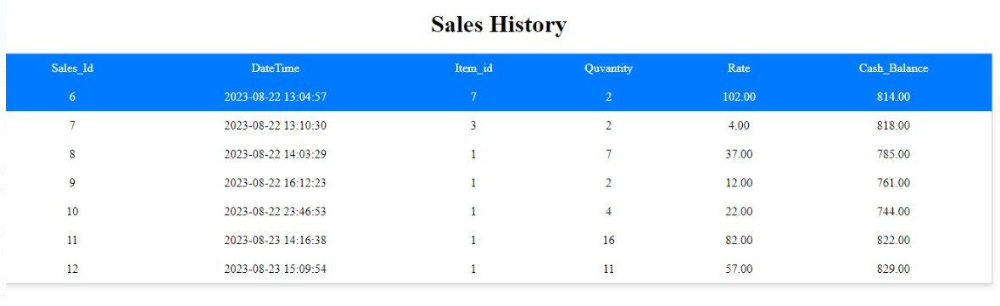 Sales History
Sales_Id DateTime Item_id Quvantity Rate Cash_Balance
6 2023-08-22 13:04:57 7 2 102.00 814.00
7 2023-08-22 13:10:30 3 2 4.00 818.00
8 2023-08-22 14:03:29 1 7 37.00 785.00
9 2023-08-22 16:12:23 1 2 12.00 761.00
10 2023-08-22 23:46:53 1 4 22.00 744.00
11 2023-08-23 14:16:38 1 16 82.00 822.00
12 2023-08-23 15:09:54 1 11 57.00 829.00